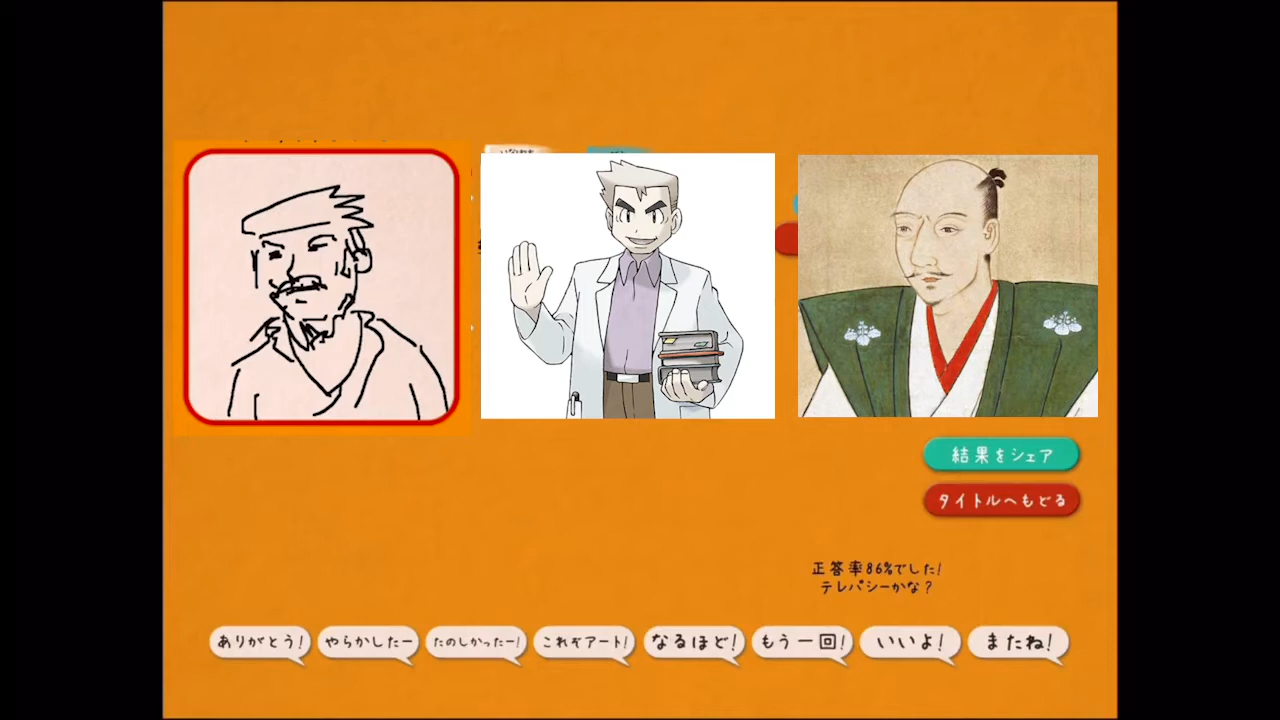 結果をシェア
タイトルへもどる
正答率86%でした!
テレパシーかな?
ありがとう!
やらかしたー
たのしかったー!
これぞアート!
なるほど!
もう一回!
いいよ!
またね!